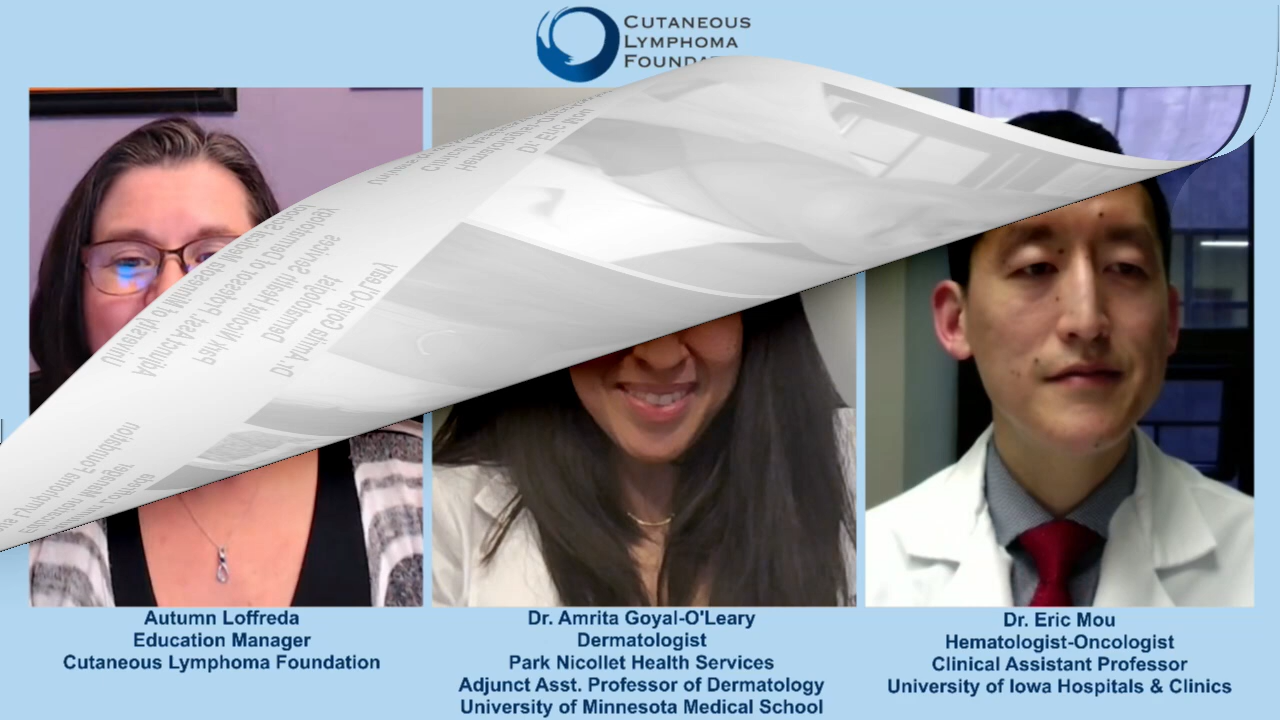 CUTANEOUS
LYMPHOMA
Autumn Loffreda
Education Manager
Cutaneous Lymphoma Foundation
Dr. Amrita Goyal-O'Leary
Dermatologist
Park Nicollet Health Services
Adjunct Asst. Professor of Dermatology
University of Minnesota Medical School
Dr. Eric Mou
Hematologist-Oncologist
Clinical Assistant Professor
University of Iowa Hospitals & Clinics